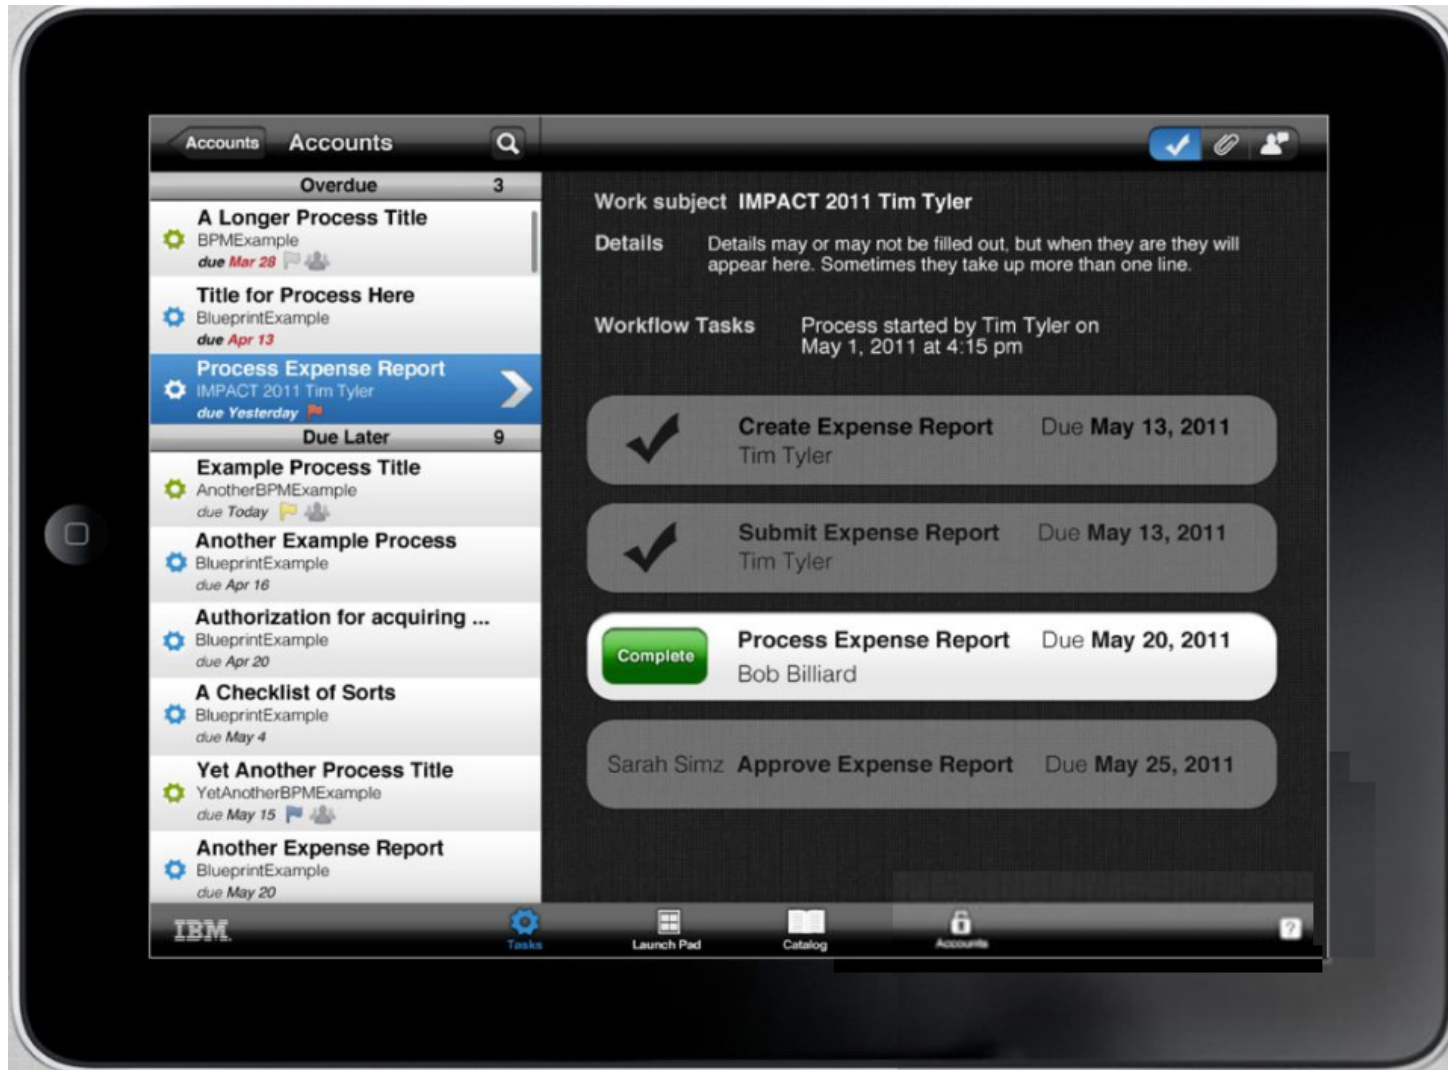 Accounts
Accounts
Overdue 3
A Longer Process Title
BPMExample
due Mar 28
Title for Process Here
BlueprintExample
due Apr 13
Process Expense Report
IMPACT 2011 Tim Tyler
due Yesterday
Due Later 9
Example Process Title
AnotherBPMExample
due Today
Another Example Process
BlueprintExample
due Apr 16
Authorization for acquiring ...
BlueprintExample
due Apr 20
A Checklist of Sorts
BlueprintExample
due May 4
Yet Another Process Title
YetAnotherBPMExample
due May 15
Another Expense Report
BlueprintExample
due May 20
Work subject IMPACT 2011 Tim Tyler
Details Details may or may not be filled out, but when they are they will
appear here. Sometimes they take up more than one line.
Workflow Tasks Process started by Tim Tyler on
May 1, 2011 at 4:15 pm
Create Expense Report Due May 13, 2011
Tim Tyler
Submit Expense Report Due May 13, 2011
Tim Tyler
Complete Process Expense Report Due May 20, 2011
Bob Billiard
Sarah Simz Approve Expense Report Due May 25, 2011
IBM
Tasks
Launch Pad
Catalog
Accounts
?